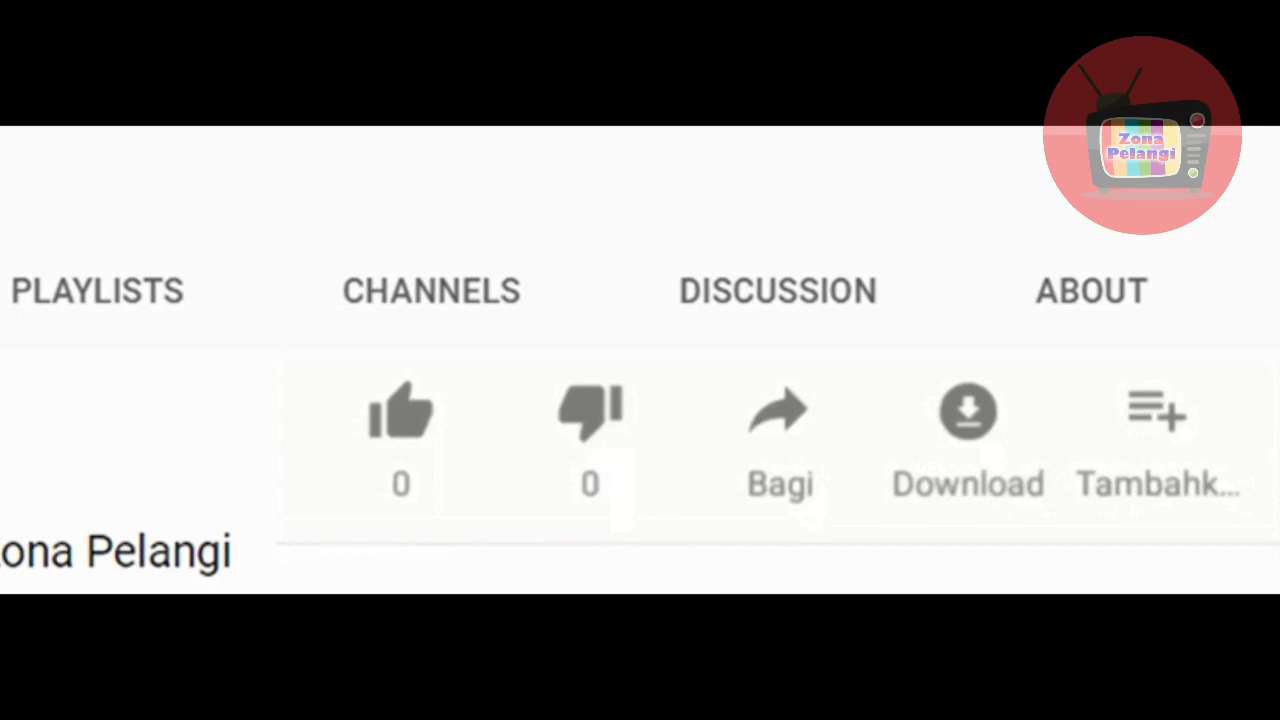 Zona
Pelangi
PLAYLISTS CHANNELS DISCUSSION ABOUT
0 0 Bagi Download Tambahk...
ona Pelangi